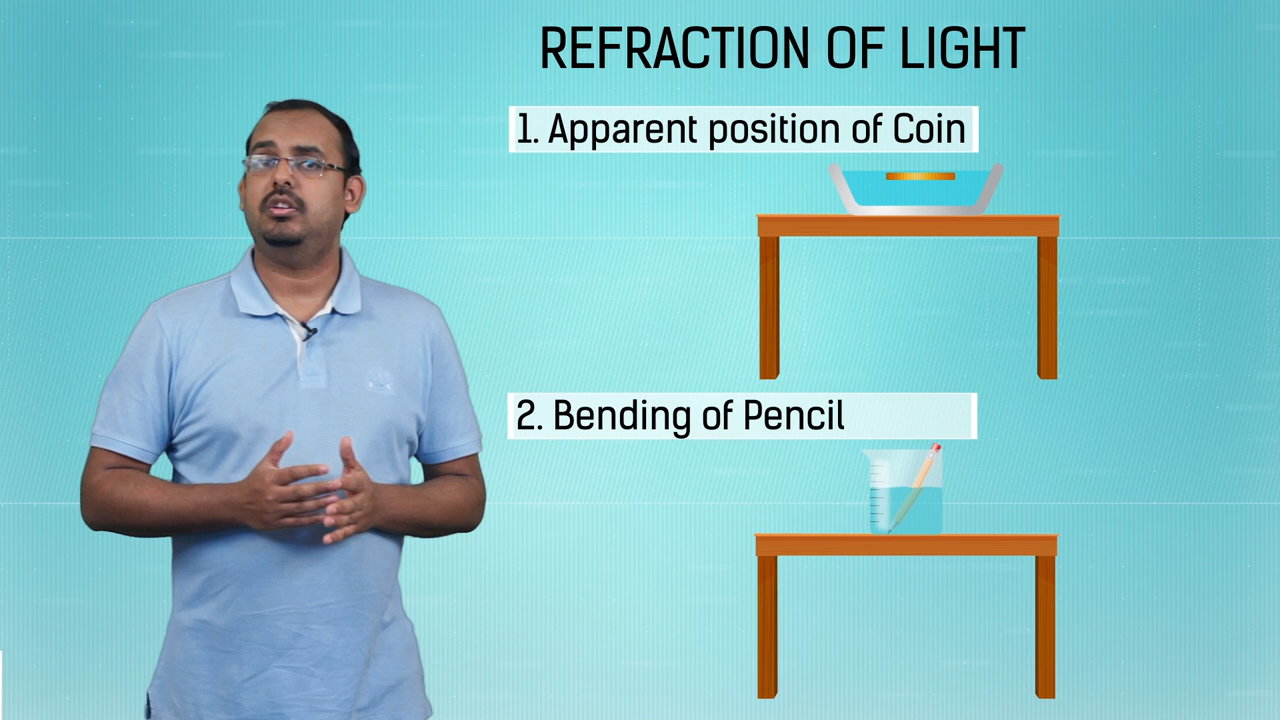 REFRACTION OF LIGHT
1. Apparent position of Coin
2. Bending of Pencil